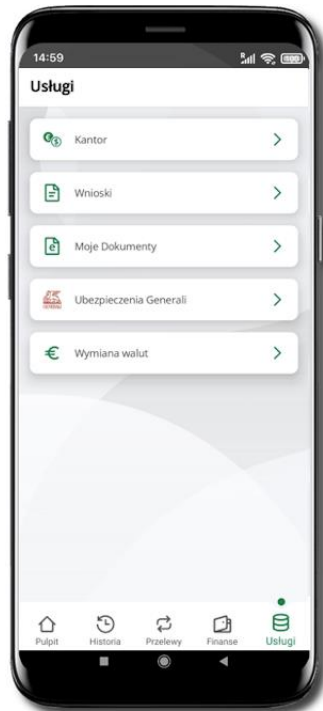 14:59
Usługi
Kantor
Wnioski
Moje Dokumenty
Ubezpieczenia Generali
Wymiana walut
Pulpit
Historia
Przelewy
Finanse
Usługi